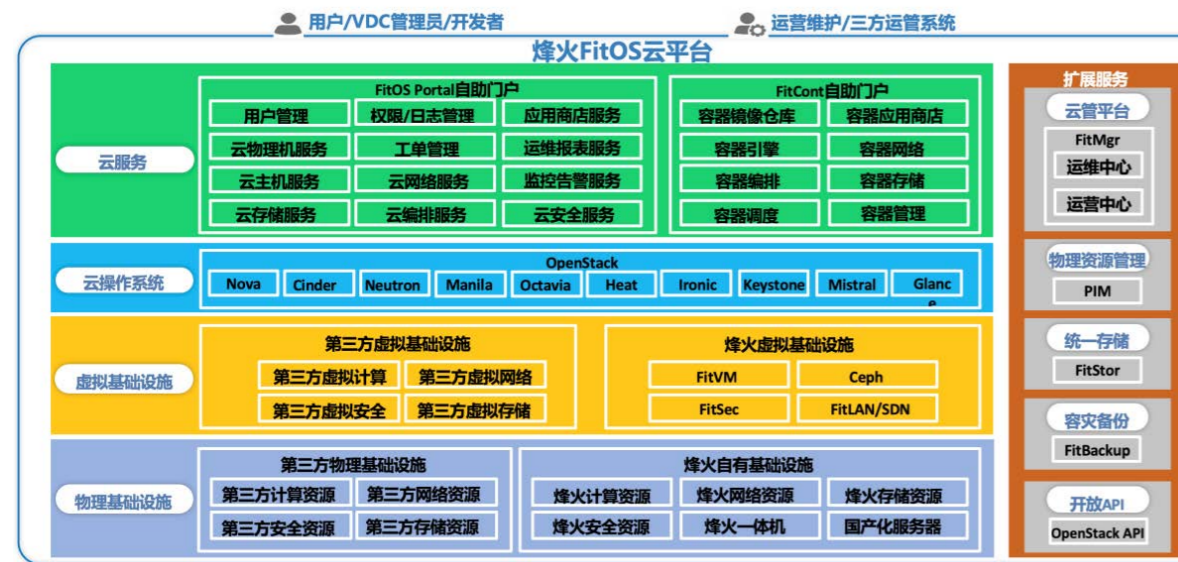 用户/VDC管理员/开发者
运营维护/三方运管系统
烽火FitOS云平台
云服务
FitOS Portal自助门户
用户管理
权限/日志管理
应用商店服务
云物理机服务
工单管理
运维报表服务
云主机服务
云网络服务
监控告警服务
云存储服务
云编排服务
云安全服务
FitCont自助门户
容器镜像仓库
容器应用商店
容器引擎
容器网络
容器编排
容器存储
容器调度
容器管理
云操作系统
OpenStack
Nova
Cinder
Neutron
Manila
Octavia
Heat
Ironic
Keystone
Mistral
Glanc
e
虚拟基础设施
第三方虚拟基础设施
第三方虚拟计算
第三方虚拟网络
第三方虚拟安全
第三方虚拟存储
烽火虚拟基础设施
FitVM
Ceph
FitSec
FitLAN/SDN
物理基础设施
第三方物理基础设施
第三方计算资源
第三方网络资源
第三方安全资源
第三方存储资源
烽火自有基础设施
烽火计算资源
烽火网络资源
烽火存储资源
烽火安全资源
烽火一体机
国产化服务器
扩展服务
云管平台
FitMgr
运维中心
运营中心
物理资源管理
PIM
统一存储
FitStor
容灾备份
FitBackup
开放API
OpenStack API